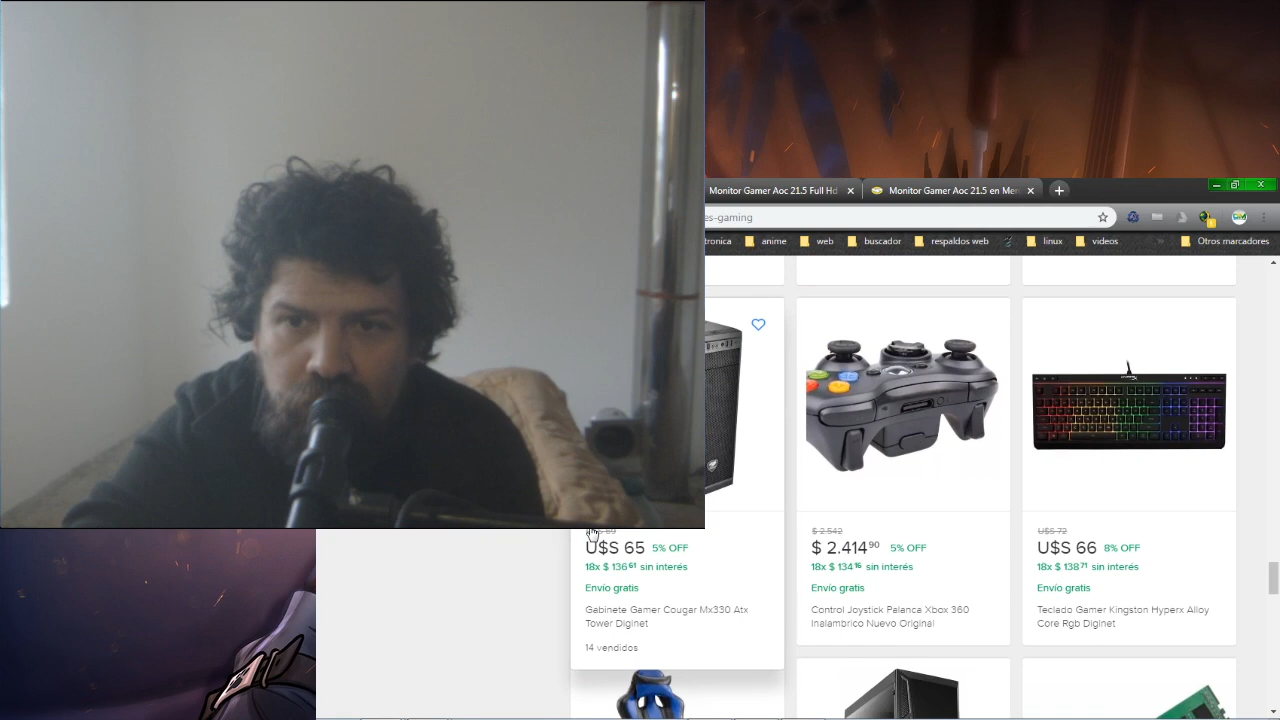 Monitor Gamer Aoc 21.5 Full Hd
Monitor Gamer Aoc 21.5 en Mer
es-gaming
tronica
anime
web
buscador
respaldos web
linux
videos
Otros marcadores
U$S 65 5% OFF
18x $ 136 61 sin interés
Envío gratis
Gabinete Gamer Cougar Mx330 Atx
Tower Diginet
14 vendidos
$ 2.542
$ 2.414 90 5% OFF
18x $ 134 16 sin interés
Envío gratis
Control Joystick Palanca Xbox 360
Inalambrico Nuevo Original
HYPERX
U$S 72
U$S 66 8% OFF
18x $ 138 71 sin interés
Envío gratis
Teclado Gamer Kingston Hyperx Alloy
Core Rgb Diginet